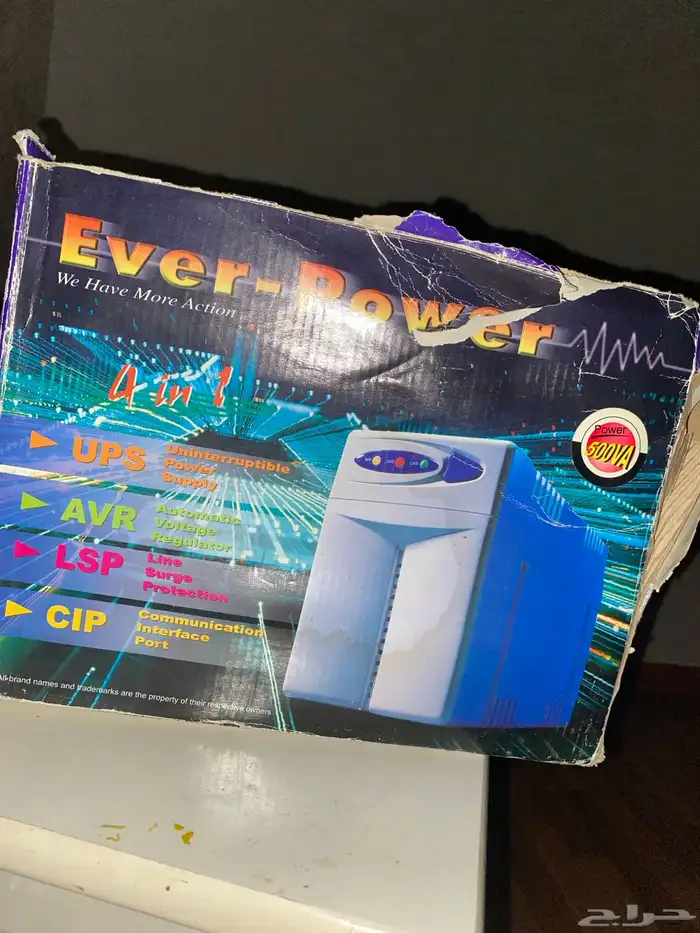 Ever-Power
We Have More Action
4 in 1
Power
500VA
UPS
Uninterruptible
Power
Supply
AVR
Automatic
Voltage
Regulator
LSP
Line
Surge
Protection
CIP
Communication
Interface
Port
All brand names and trademarks are the property of their respective owners
حراج